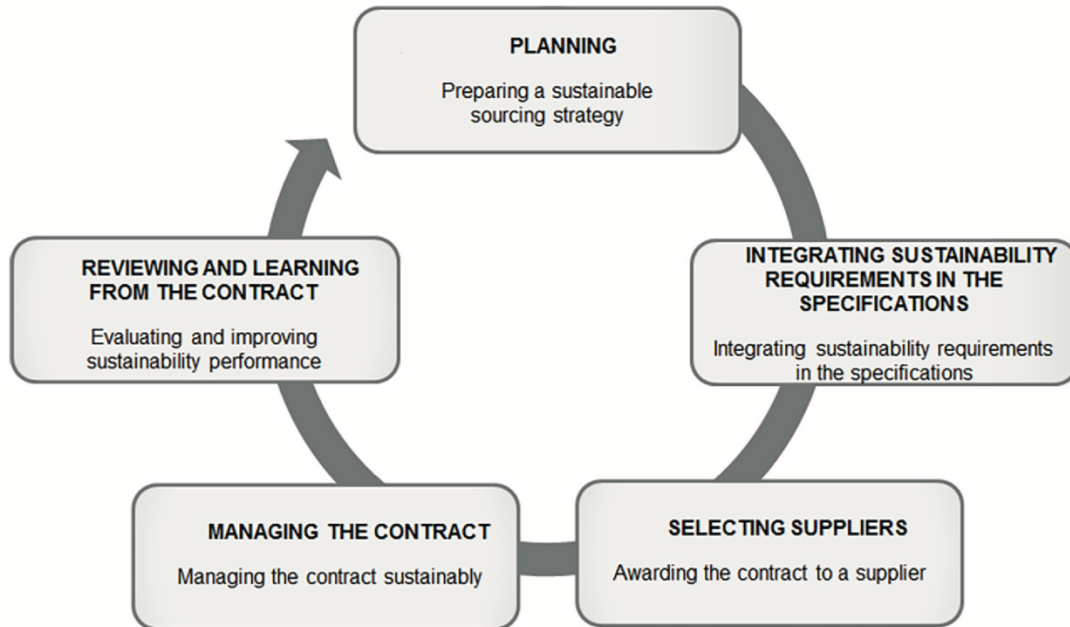 PLANNING
Preparing a sustainable
sourcing strategy
INTEGRATING SUSTAINABILITY
REQUIREMENTS IN THE
SPECIFICATIONS
Integrating sustainability requirements
in the specifications
SELECTING SUPPLIERS
Awarding the contract to a supplier
MANAGING THE CONTRACT
Managing the contract sustainably
REVIEWING AND LEARNING
FROM THE CONTRACT
Evaluating and improving
sustainability performance